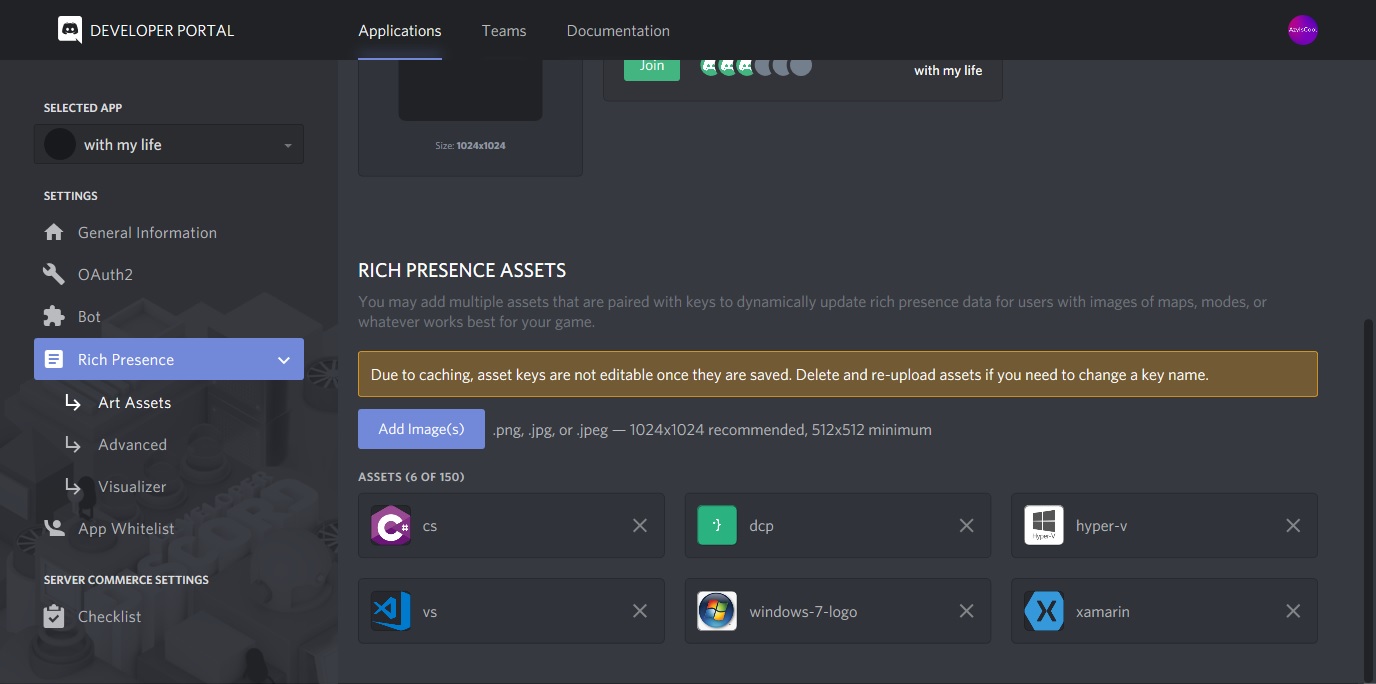 DEVELOPER PORTAL
Applications
Teams
Documentation
AzvisCool
SELECTED APP
with my life
SETTINGS
General Information
OAuth2
Bot
Rich Presence
Art Assets
Advanced
Visualizer
App Whitelist
SERVER COMMERCE SETTINGS
Checklist
Size: 1024x1024
Join
with my life
RICH PRESENCE ASSETS
You may add multiple assets that are paired with keys to dynamically update rich presence data for users with images of maps, modes, or
whatever works best for your game.
Due to caching, asset keys are not editable once they are saved. Delete and re-upload assets if you need to change a key name.
Add Image(s)
.png, .jpg, or .jpeg — 1024x1024 recommended, 512x512 minimum
ASSETS (6 OF 150)
C#
cs
·}
dcp
Hyper-V
hyper-v
vs
windows-7-logo
X
xamarin